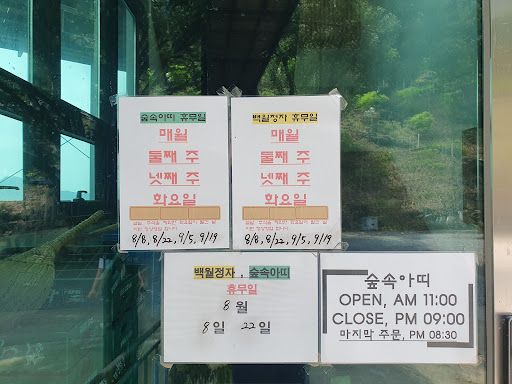 숲속아띠 휴무일
매월
둘째 주
넷째 주
화요일
8/8, 8/22, 9/5, 9/19
백월정자 휴무일
매월
둘째 주
넷째 주
화요일
8/8, 8/22, 9/5, 9/19
백월정자, 숲속아띠
휴무일
8월
8일 22일
숲속아띠
OPEN, AM 11:00
CLOSE, PM 09:00
마지막 주문, PM 08:30